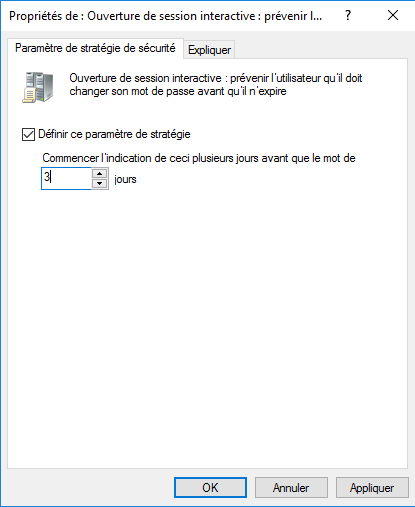 Propriétés de : Ouverture de session interactive : prévenir l...
?
Paramètre de stratégie de sécurité
Expliquer
Ouverture de session interactive : prévenir l'utilisateur qu'il doit
changer son mot de passe avant qu'il n'expire
Définir ce paramètre de stratégie
Commencer l'indication de ceci plusieurs jours avant que le mot de
3
jours
OK
Annuler
Appliquer